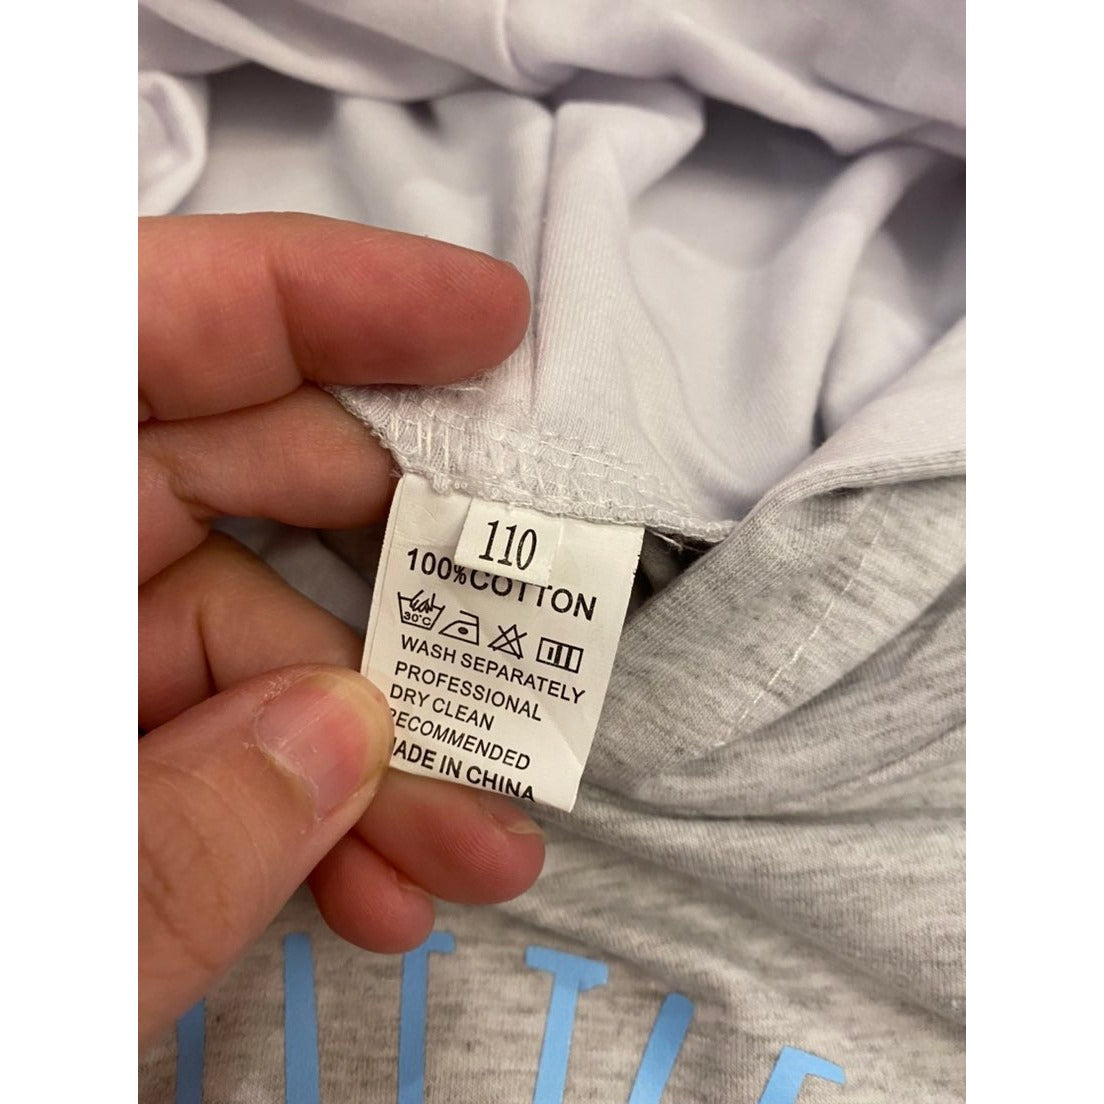 110
100%COTTON
30°C
WASH SEPARATELY
PROFESSIONAL
DRY CLEAN
RECOMMENDED
MADE IN CHINA